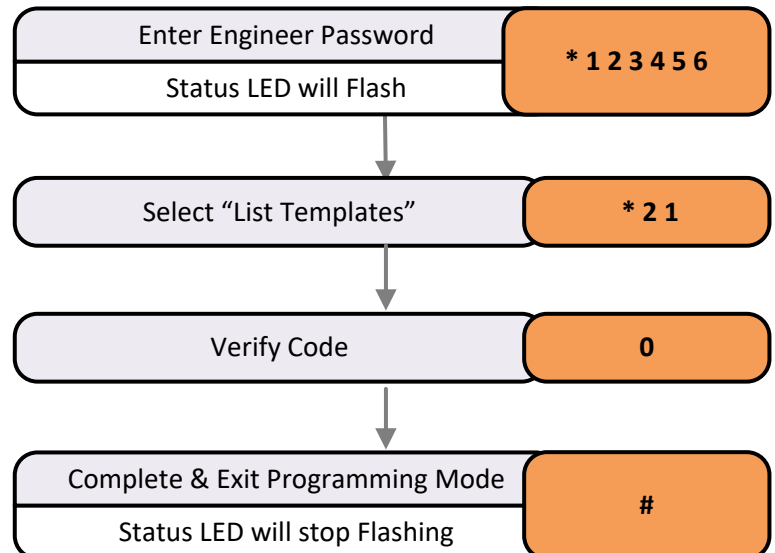 Enter Engineer Password
* 1 2 3 4 5 6
Status LED will Flash
Select “List Templates”
* 2 1
Verify Code
0
Complete & Exit Programming Mode
#
Status LED will stop Flashing